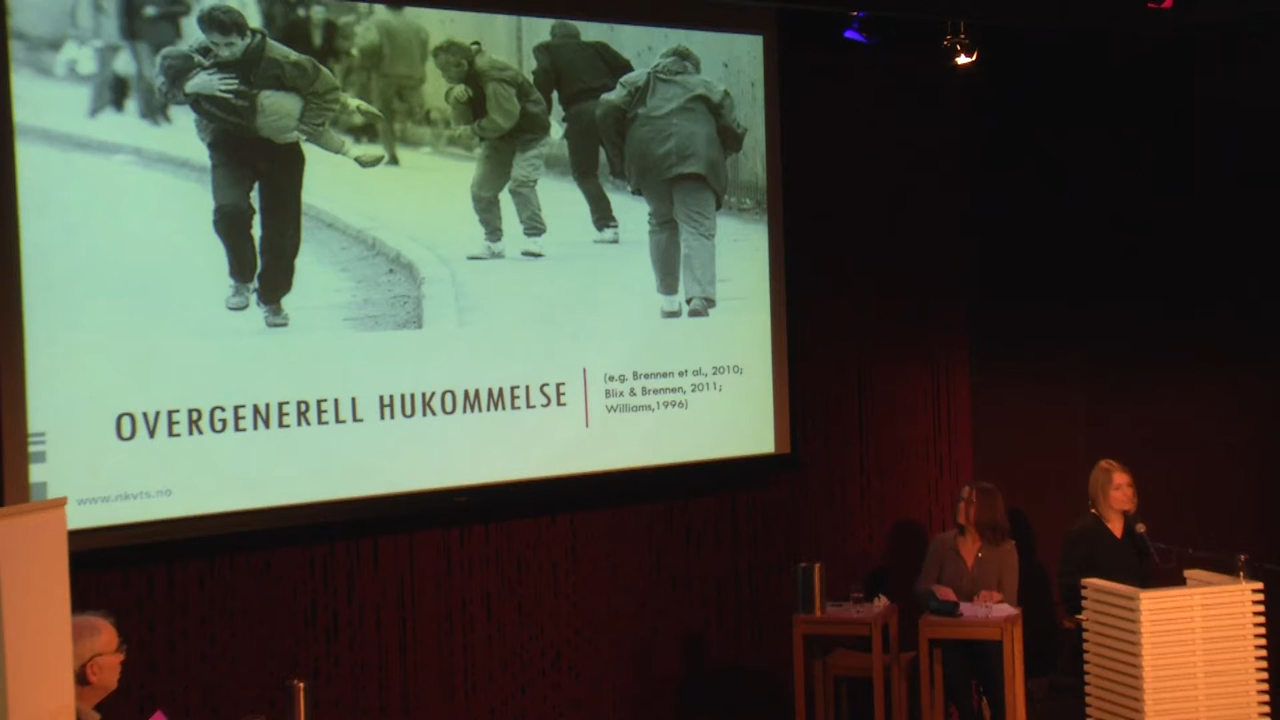 OVERGENERELL HUKOMMELSE
(e.g. Brennen et al., 2010;
Blix & Brennen, 2011;
Williams,1996)
www.nkvts.no